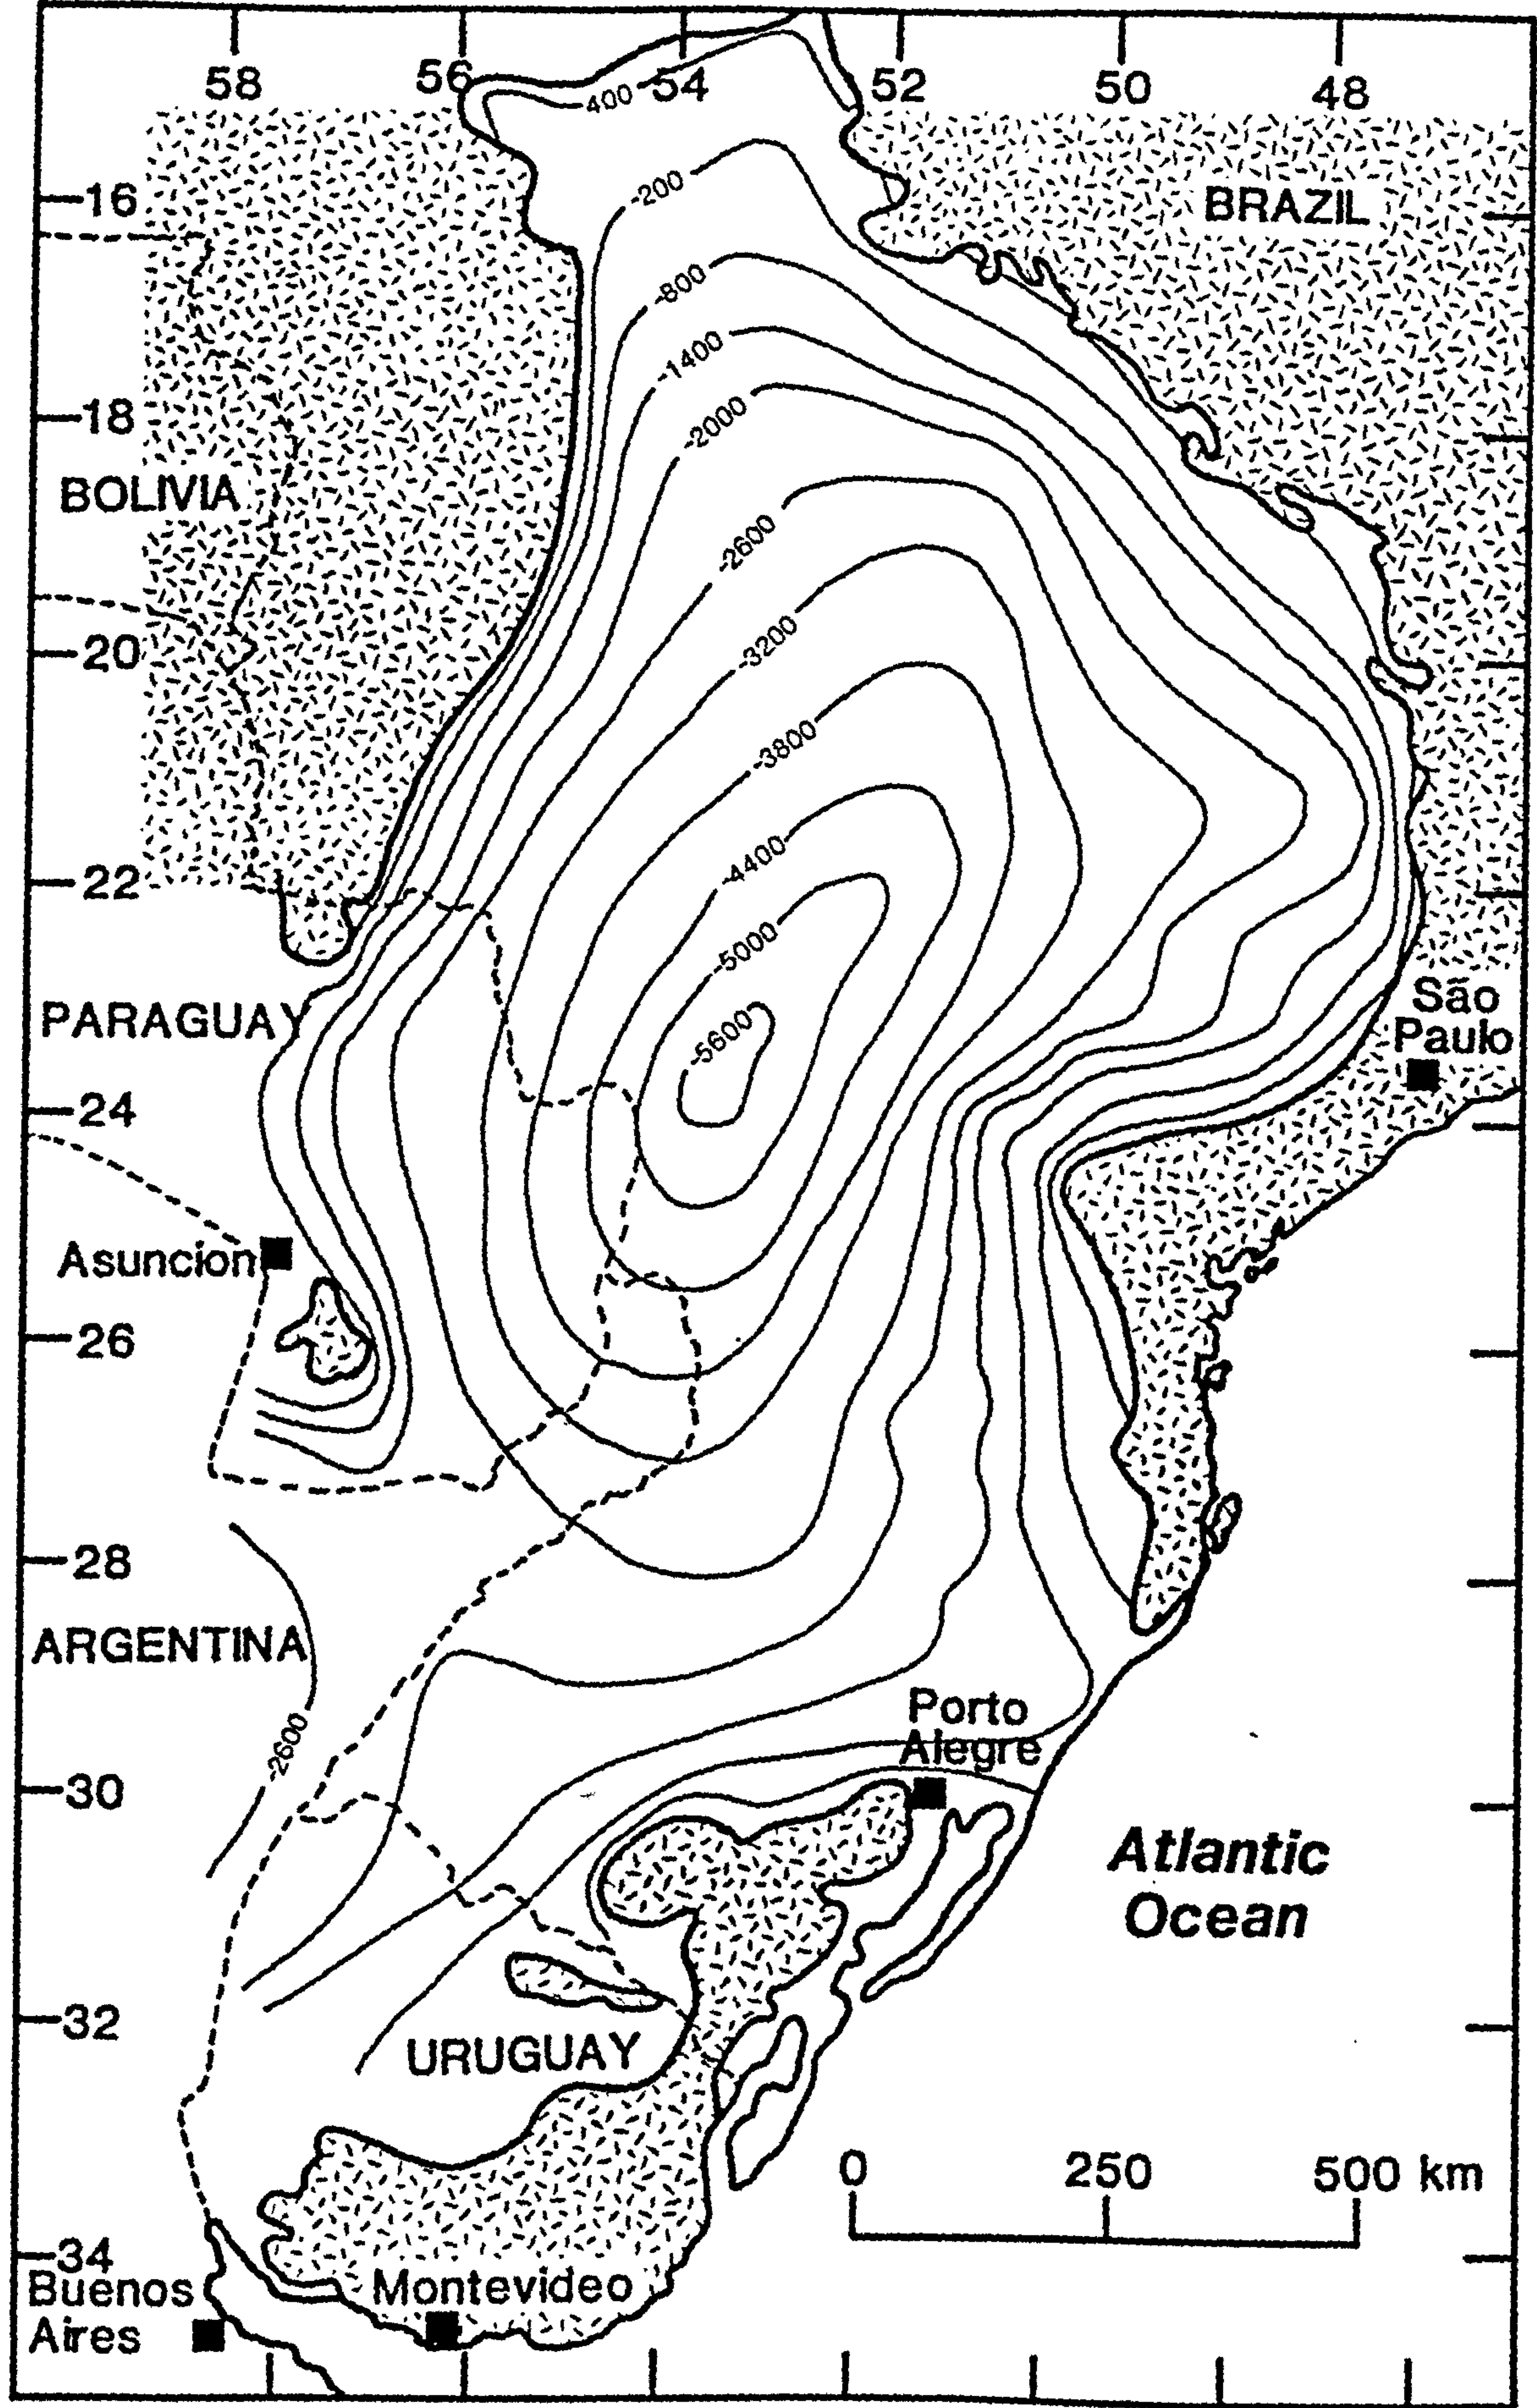 58
56
54
52
50
48
400
-200
16
BRAZIL
-800
-1400
18
-2000
BOLIVIA
-2600
20
-3200
-3800
-4400
22
-5000
PARAGUAY
São
Paulo
-5600
24
Asuncion
26
28
ARGENTINA
Porto
Alegre
-2600
30
Atlantic
Ocean
32
URUGUAY
0 250 500 km
34
Buenos
Aires
Montevideo